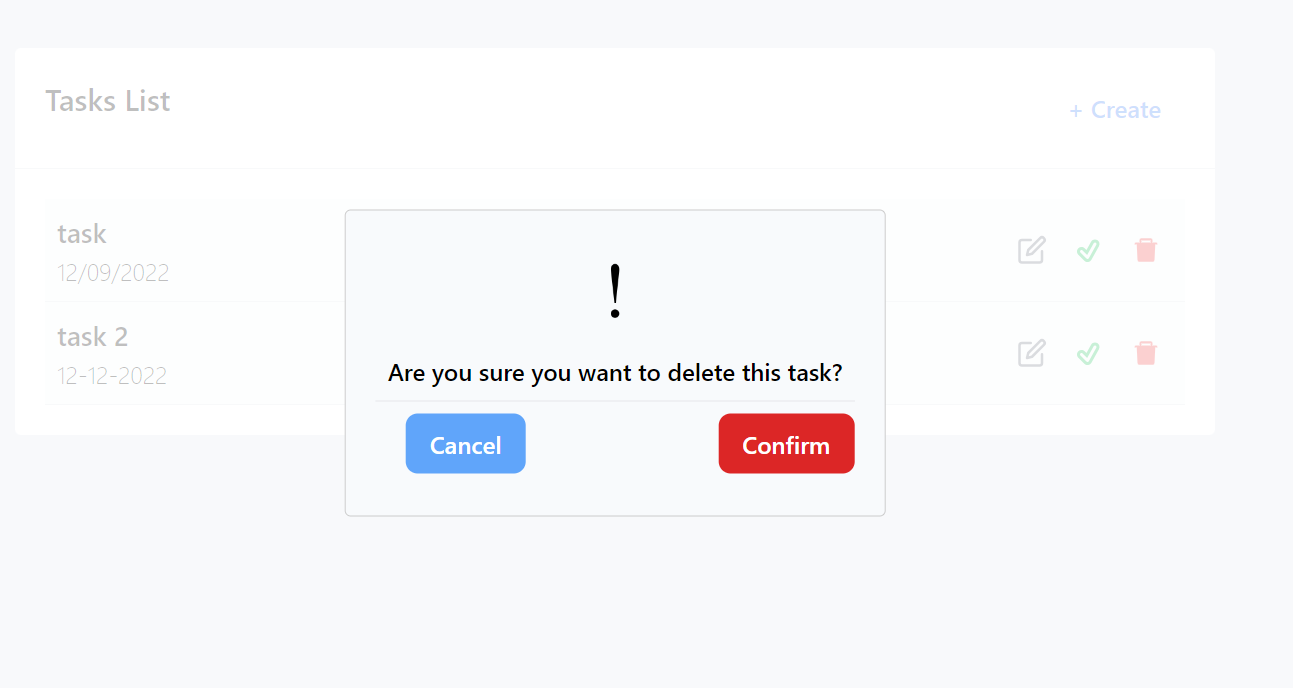 Tasks List
+ Create
task
12/09/2022
task 2
12-12-2022
!
Are you sure you want to delete this task?
Cancel
Confirm